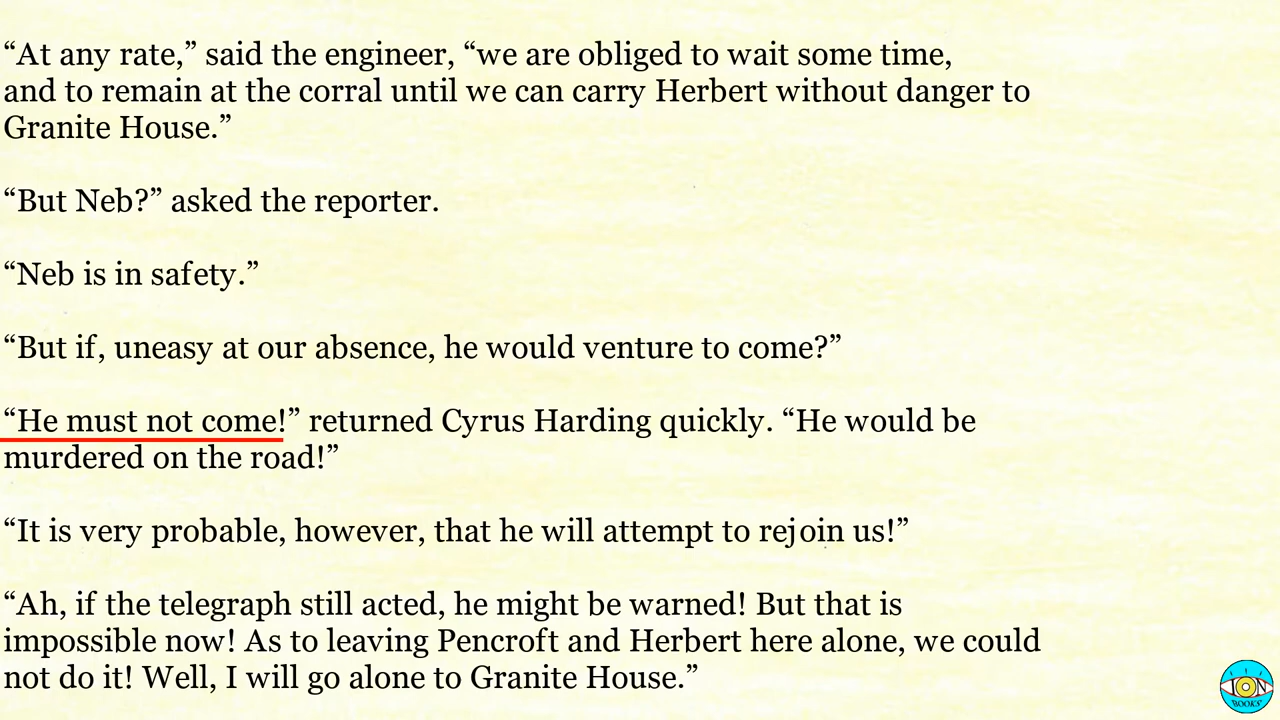 “At any rate,” said the engineer, “we are obliged to wait some time,
and to remain at the corral until we can carry Herbert without danger to
Granite House.”
“But Neb?” asked the reporter.
“Neb is in safety.”
“But if, uneasy at our absence, he would venture to come?”
“He must not come!” returned Cyrus Harding quickly. “He would be
murdered on the road!”
“It is very probable, however, that he will attempt to rejoin us!”
“Ah, if the telegraph still acted, he might be warned! But that is
impossible now! As to leaving Pencroft and Herbert here alone, we could
not do it! Well, I will go alone to Granite House.”
ION
BOOKS